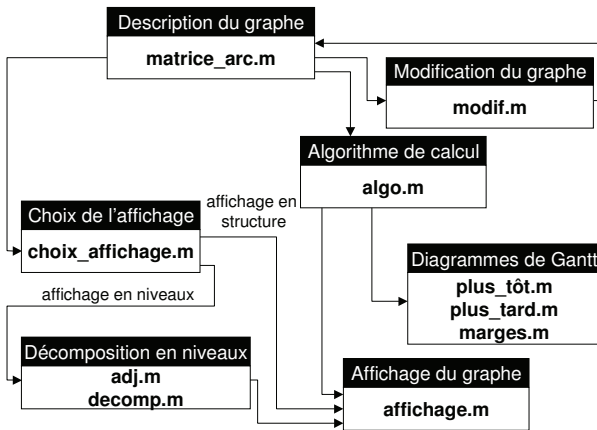 Description du graphe
matrice_arc.m
Modification du graphe
modif.m
Algorithme de calcul
algo.m
affichage en
structure
Choix de l'affichage
choix_affichage.m
Diagrammes de Gantt
plus_tôt.m
plus_tard.m
marges.m
affichage en niveaux
Décomposition en niveaux
adj.m
decomp.m
Affichage du graphe
affichage.m